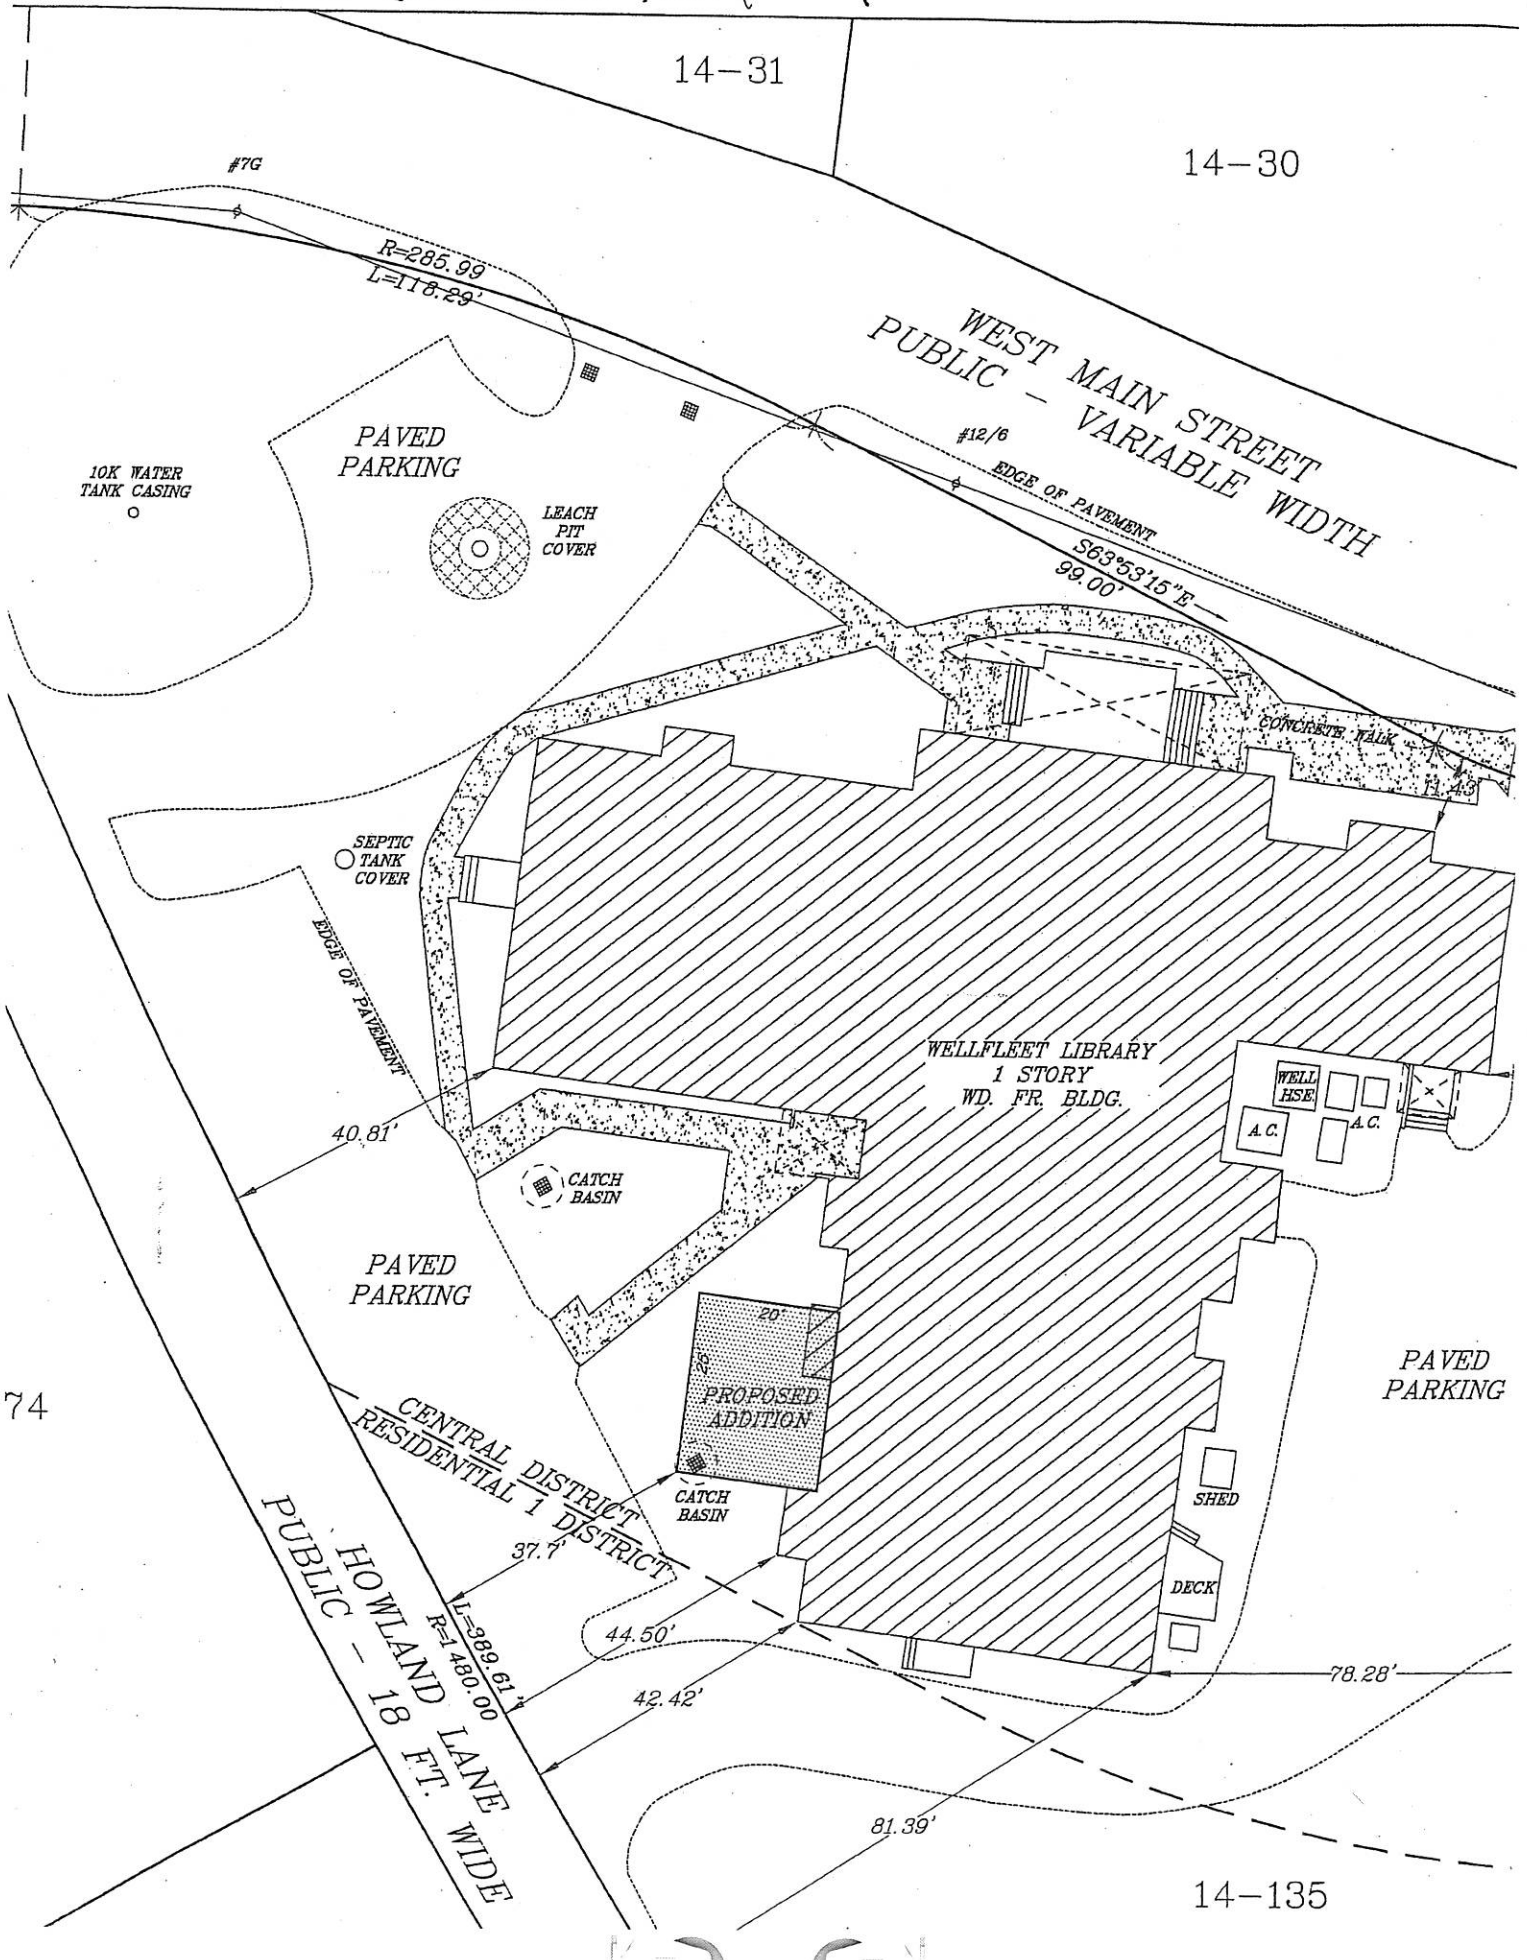 14-31
14-30
#7G
R=285.99
L=118.29'
WEST MAIN STREET
PUBLIC - VARIABLE WIDTH
#12/6
EDGE OF PAVEMENT
S63°53'15"E
99.00'
PAVED
PARKING
10K WATER
TANK CASING
LEACH
PIT
COVER
CONCRETE WALK
11.43'
SEPTIC
TANK
COVER
EDGE OF PAVEMENT
WELLFLEET LIBRARY
1 STORY
WD. FR. BLDG.
WELL
HSE.
A.C.
A.C.
40.81'
CATCH
BASIN
PAVED
PARKING
20'
25
PROPOSED
ADDITION
PAVED
PARKING
74
CENTRAL DISTRICT
RESIDENTIAL 1 DISTRICT
CATCH
BASIN
SHED
37.7'
DECK
HOWLAND LANE
PUBLIC - 18 FT. WIDE
L=389.61'
R=1480.00
44.50'
42.42'
78.28'
81.39'
14-135